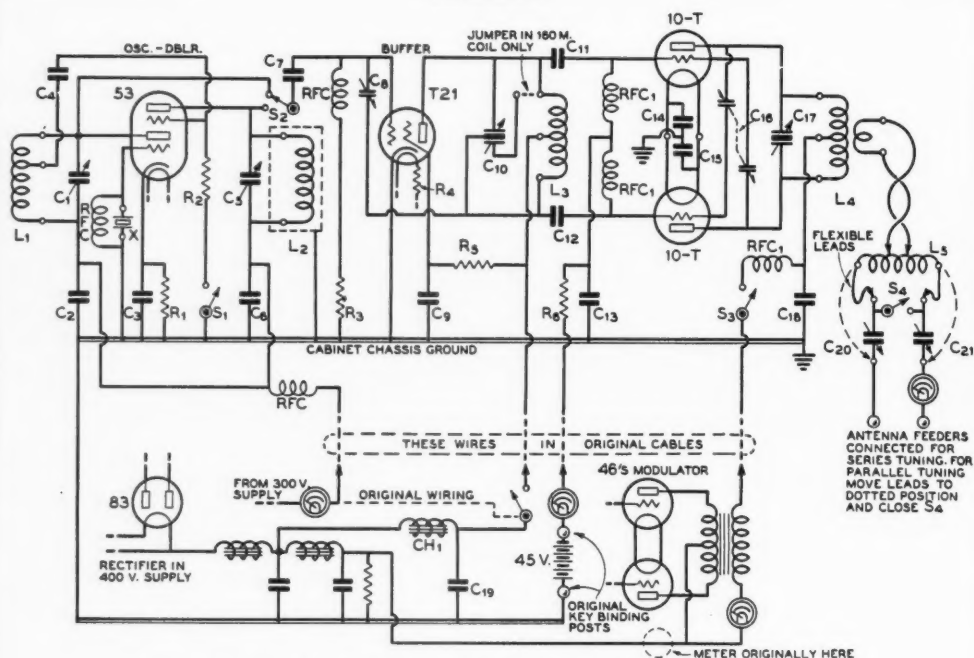 OSC.-DBLR.
BUFFER
JUMPER IN 160 M.
COIL ONLY
10-T
C4
53
C7
S2
RFC
C8
T21
C11
RFC1
C14
C16
C17
C1
L1
RFC
X
R2
C5
L2
R4
C10
L3
C15
RFC1
L4
C12
10-T
FLEXIBLE
LEADS
L5
S4
R5
RFC1
S3
C2
C3
R1
S1
C6
R3
C9
R6
C13
C18
C20
C21
CABINET CHASSIS GROUND
RFC
THESE WIRES IN ORIGINAL CABLES
ANTENNA FEEDERS
CONNECTED FOR
SERIES TUNING. FOR
PARALLEL TUNING
MOVE LEADS TO
DOTTED POSITION
AND CLOSE S4
83
FROM 300 V.
SUPPLY
ORIGINAL WIRING
46'S MODULATOR
RECTIFIER IN
400 V. SUPPLY
CH1
C19
45 V.
ORIGINAL
KEY BINDING
POSTS
METER ORIGINALLY HERE